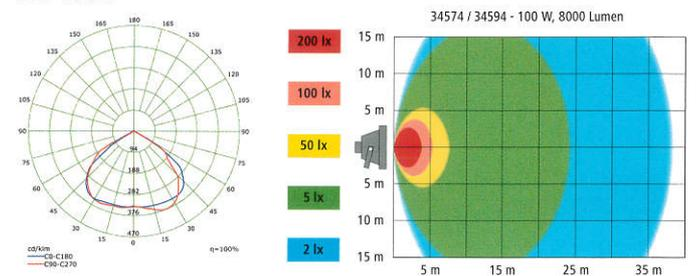 34574 / 34594 - 100 W, 8000 Lumen
165 180 165
150 150
135 135
120 120
105 105
90 90
75 75
60 60
45 45
30 30
15 0 15
94
188
282
376
470
cd/klm
C0-C180
C90-C270
η=100%
200 lx
100 lx
50 lx
5 lx
2 lx
15 m
10 m
5 m
5 m
10 m
15 m
5 m 15 m 25 m 35 m